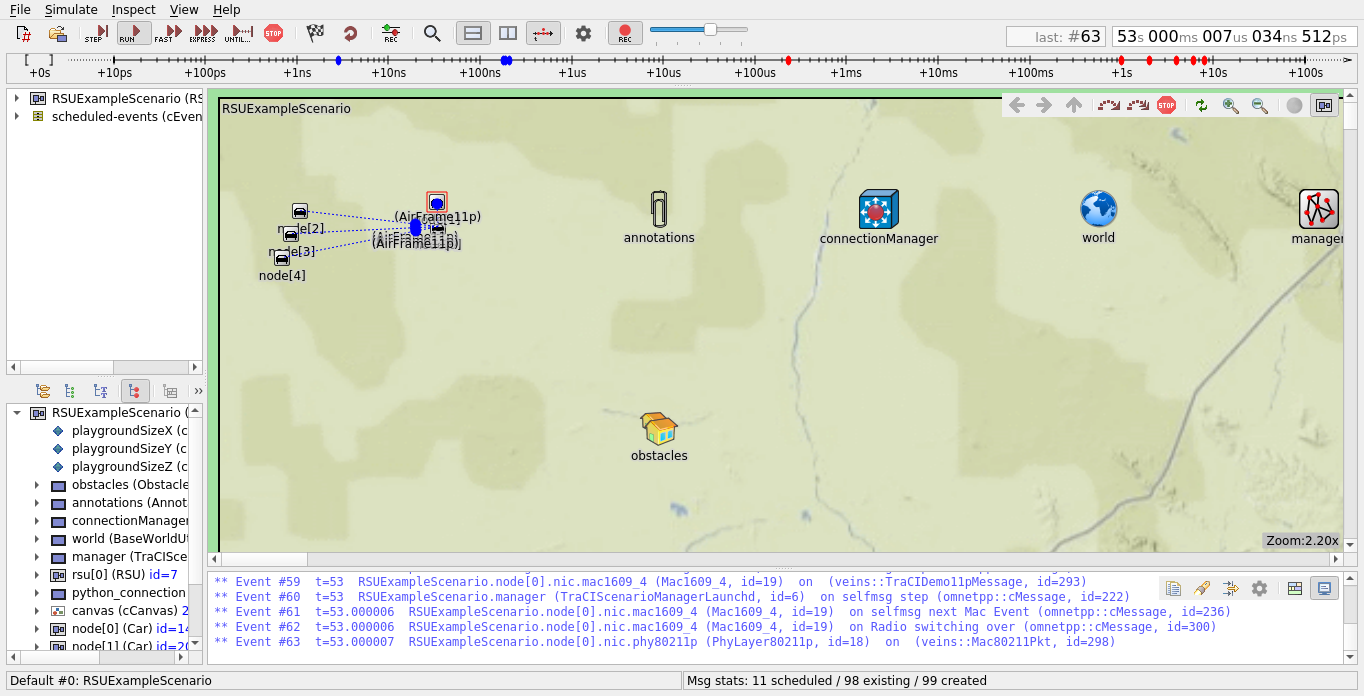 File Simulate Inspect View Help
STEP RUN FAST EXPRESS UNTIL... STOP REC REC
last: #63 53s 000ms 007us 034ns 512ps
+0s +10ps +100ps +1ns +10ns +100ns +1us +10us +100us +1ms +10ms +100ms +1s +10s +100s
RSUExampleScenario (RS
scheduled-events (cEven
RSUExampleScenario
STOP
(AirFrame11p)
node[2]
(AirFrame11p)
node[3]
node[4]
annotations
connectionManager
world
manager
obstacles
Zoom:2.20x
RSUExampleScenario (
playgroundSizeX (c
playgroundSizeY (c
playgroundSizeZ (c
obstacles (Obstacle
annotations (Annot
connectionManager
world (BaseWorldUt
manager (TraCISce
rsu[0] (RSU) id=7
python_connection
canvas (cCanvas) 2
node[0] (Car) id=14
node[1] (Car) id=20
** Event #59 t=53 RSUExampleScenario.node[0].nic.mac1609_4 (Mac1609_4, id=19) on (veins::TraCIDemo11pMessage, id=293)
** Event #60 t=53 RSUExampleScenario.manager (TraCIScenarioManagerLaunchd, id=6) on selfmsg step (omnetpp::cMessage, id=222)
** Event #61 t=53.000006 RSUExampleScenario.node[0].nic.mac1609_4 (Mac1609_4, id=19) on selfmsg next Mac Event (omnetpp::cMessage, id=236)
** Event #62 t=53.000006 RSUExampleScenario.node[0].nic.mac1609_4 (Mac1609_4, id=19) on Radio switching over (omnetpp::cMessage, id=300)
** Event #63 t=53.000007 RSUExampleScenario.node[0].nic.phy80211p (PhyLayer80211p, id=18) on (veins::Mac80211Pkt, id=298)
Default #0: RSUExampleScenario
Msg stats: 11 scheduled / 98 existing / 99 created